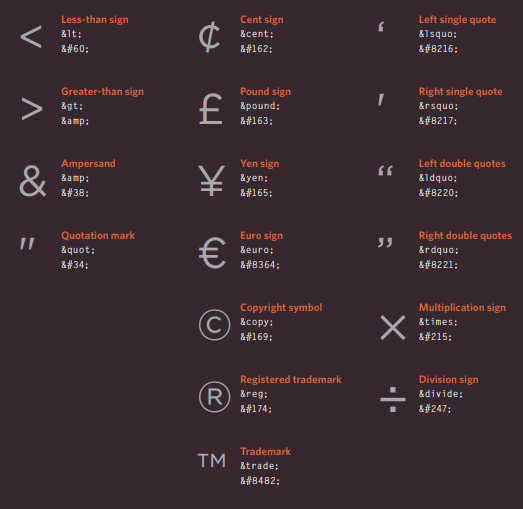 <
Less-than sign
&lt;
&#60;
>
Greater-than sign
&gt;
&amp;
&
Ampersand
&amp;
&#38;
"
Quotation mark
&quot;
&#34;
¢
Cent sign
&cent;
&#162;
£
Pound sign
&pound;
&#163;
¥
Yen sign
&yen;
&#165;
€
Euro sign
&euro;
&#8364;
©
Copyright symbol
&copy;
&#169;
®
Registered trademark
&reg;
&#174;
™
Trademark
&trade;
&#8482;
‘
Left single quote
&lsquo;
&#8216;
'
Right single quote
&rsquo;
&#8217;
“
Left double quotes
&ldquo;
&#8220;
”
Right double quotes
&rdquo;
&#8221;
×
Multiplication sign
&times;
&#215;
÷
Division sign
&divide;
&#247;